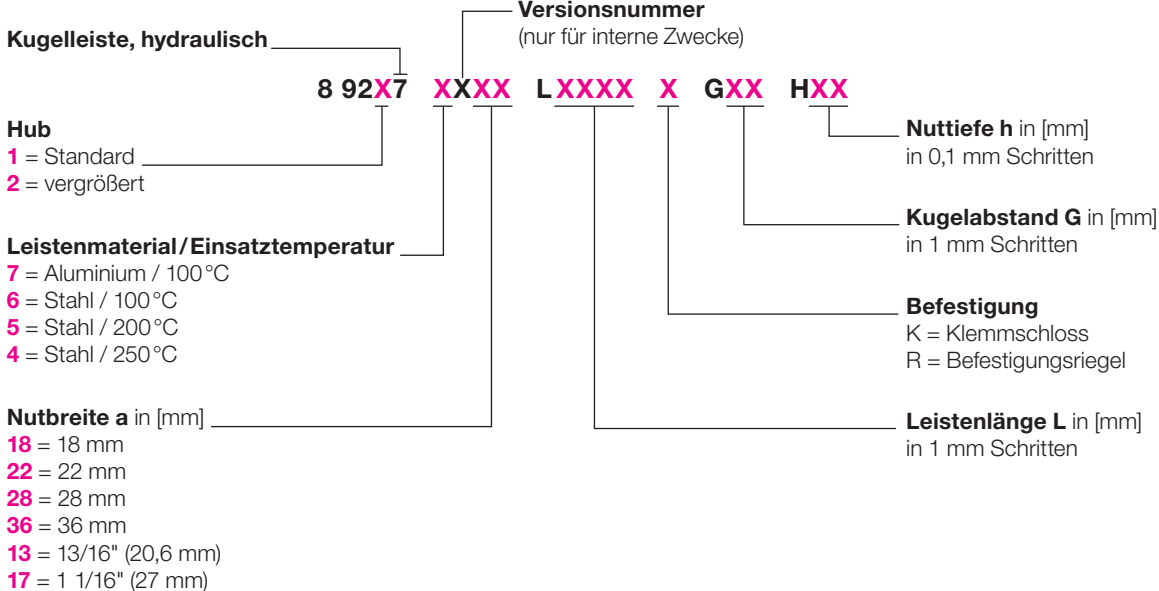 Versionsnummer
(nur für interne Zwecke)
Kugelleiste, hydraulisch
8 92X7 XXXX LXXXX X GXX HXX
Hub
1 = Standard
2 = vergrößert
Leistenmaterial/Einsatztemperatur
7 = Aluminium / 100°C
6 = Stahl / 100°C
5 = Stahl / 200°C
4 = Stahl / 250°C
Nutbreite a in [mm]
18 = 18 mm
22 = 22 mm
28 = 28 mm
36 = 36 mm
13 = 13/16" (20,6 mm)
17 = 1 1/16" (27 mm)
Nuttiefe h in [mm]
in 0,1 mm Schritten
Kugelabstand G in [mm]
in 1 mm Schritten
Befestigung
K = Klemmschloss
R = Befestigungsriegel
Leistenlänge L in [mm]
in 1 mm Schritten